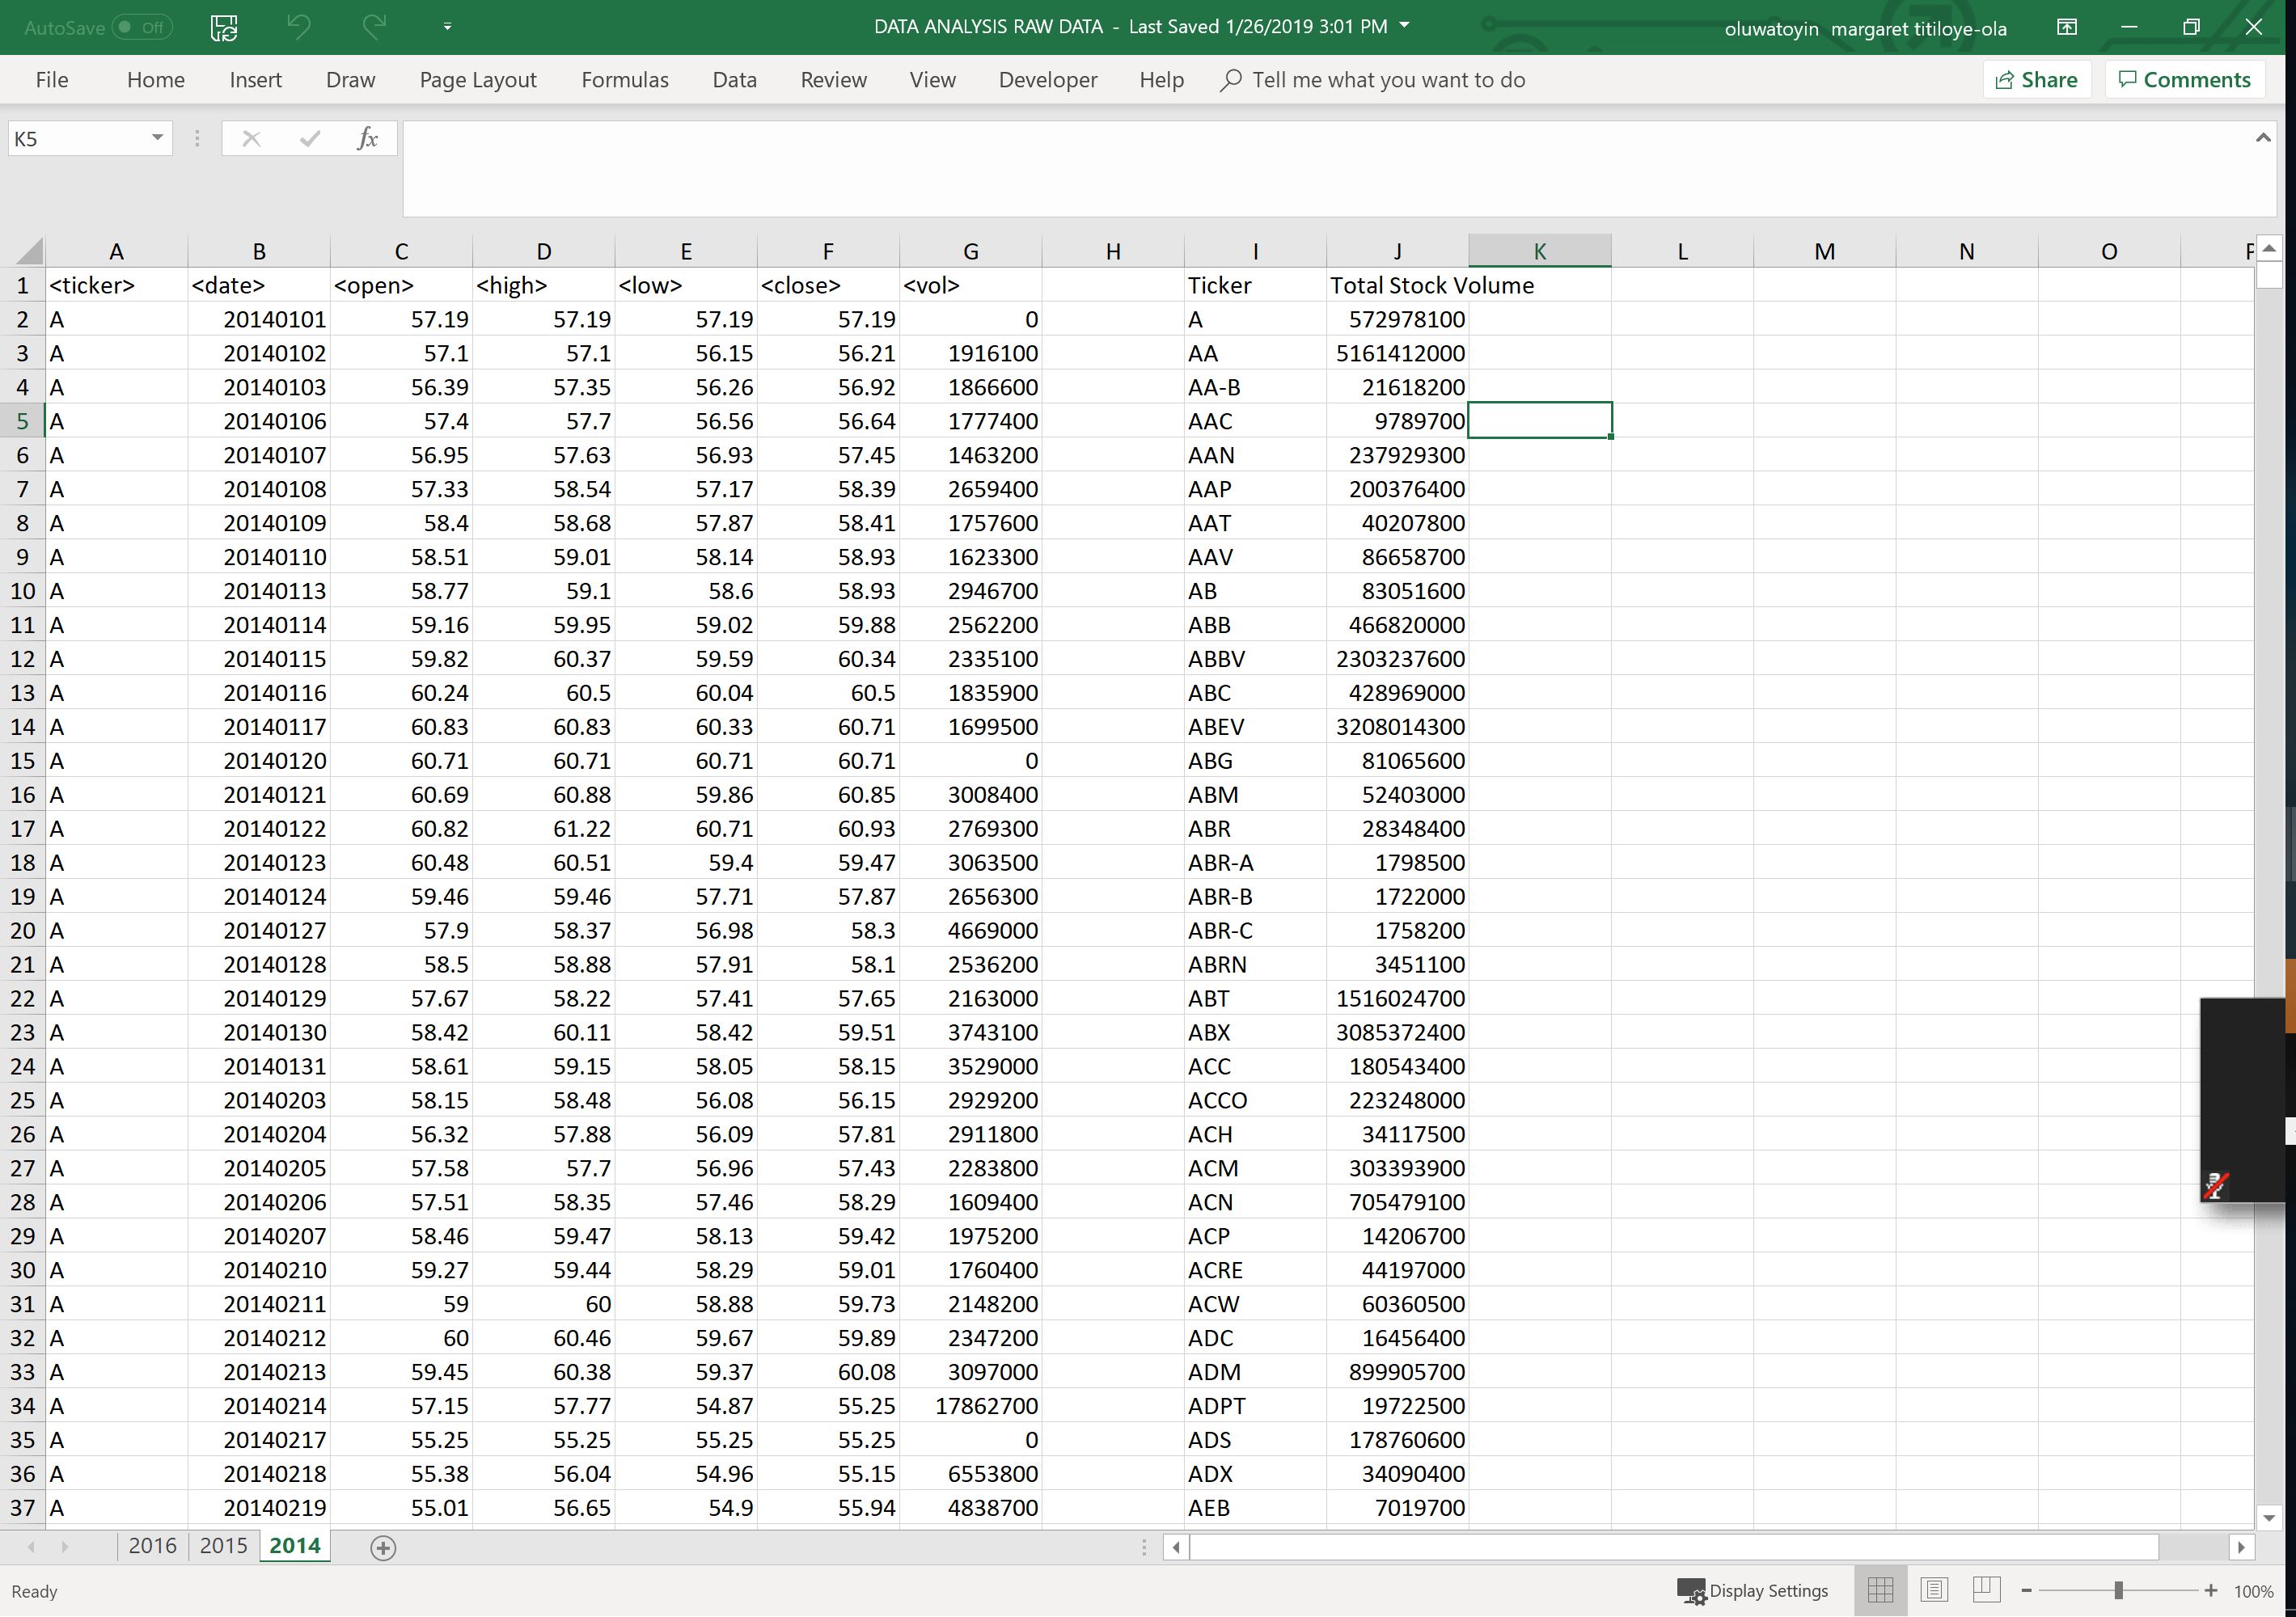 AutoSave Off DATA ANALYSIS RAW DATA - Last Saved 1/26/2019 3:01 PM oluwatoyin margaret titiloye-ola
File Home Insert Draw Page Layout Formulas Data Review View Developer Help Tell me what you want to do Share Comments
K5 fx
A B C D E F G H I J K L M N O P
1 <ticker> <date> <open> <high> <low> <close> <vol> Ticker Total Stock Volume
2 A 20140101 57.19 57.19 57.19 57.19 0 A 572978100
3 A 20140102 57.1 57.1 56.15 56.21 1916100 AA 5161412000
4 A 20140103 56.39 57.35 56.26 56.92 1866600 AA-B 21618200
5 A 20140106 57.4 57.7 56.56 56.64 1777400 AAC 9789700
6 A 20140107 56.95 57.63 56.93 57.45 1463200 AAN 237929300
7 A 20140108 57.33 58.54 57.17 58.39 2659400 AAP 200376400
8 A 20140109 58.4 58.68 57.87 58.41 1757600 AAT 40207800
9 A 20140110 58.51 59.01 58.14 58.93 1623300 AAV 86658700
10 A 20140113 58.77 59.1 58.6 58.93 2946700 AB 83051600
11 A 20140114 59.16 59.95 59.02 59.88 2562200 ABB 466820000
12 A 20140115 59.82 60.37 59.59 60.34 2335100 ABBV 2303237600
13 A 20140116 60.24 60.5 60.04 60.5 1835900 ABC 428969000
14 A 20140117 60.83 60.83 60.33 60.71 1699500 ABEV 3208014300
15 A 20140120 60.71 60.71 60.71 60.71 0 ABG 81065600
16 A 20140121 60.69 60.88 59.86 60.85 3008400 ABM 52403000
17 A 20140122 60.82 61.22 60.71 60.93 2769300 ABR 28348400
18 A 20140123 60.48 60.51 59.4 59.47 3063500 ABR-A 1798500
19 A 20140124 59.46 59.46 57.71 57.87 2656300 ABR-B 1722000
20 A 20140127 57.9 58.37 56.98 58.3 4669000 ABR-C 1758200
21 A 20140128 58.5 58.88 57.91 58.1 2536200 ABRN 3451100
22 A 20140129 57.67 58.22 57.41 57.65 2163000 ABT 1516024700
23 A 20140130 58.42 60.11 58.42 59.51 3743100 ABX 3085372400
24 A 20140131 58.61 59.15 58.05 58.15 3529000 ACC 180543400
25 A 20140203 58.15 58.48 56.08 56.15 2929200 ACCO 223248000
26 A 20140204 56.32 57.88 56.09 57.81 2911800 ACH 34117500
27 A 20140205 57.58 57.7 56.96 57.43 2283800 ACM 303393900
28 A 20140206 57.51 58.35 57.46 58.29 1609400 ACN 705479100
29 A 20140207 58.46 59.47 58.13 59.42 1975200 ACP 14206700
30 A 20140210 59.27 59.44 58.29 59.01 1760400 ACRE 44197000
31 A 20140211 59 60 58.88 59.73 2148200 ACW 60360500
32 A 20140212 60 60.46 59.67 59.89 2347200 ADC 16456400
33 A 20140213 59.45 60.38 59.37 60.08 3097000 ADM 899905700
34 A 20140214 57.15 57.77 54.87 55.25 17862700 ADPT 19722500
35 A 20140217 55.25 55.25 55.25 55.25 0 ADS 178760600
36 A 20140218 55.38 56.04 54.96 55.15 6553800 ADX 34090400
37 A 20140219 55.01 56.65 54.9 55.94 4838700 AEB 7019700
2016 2015 2014
Ready Display Settings 100%